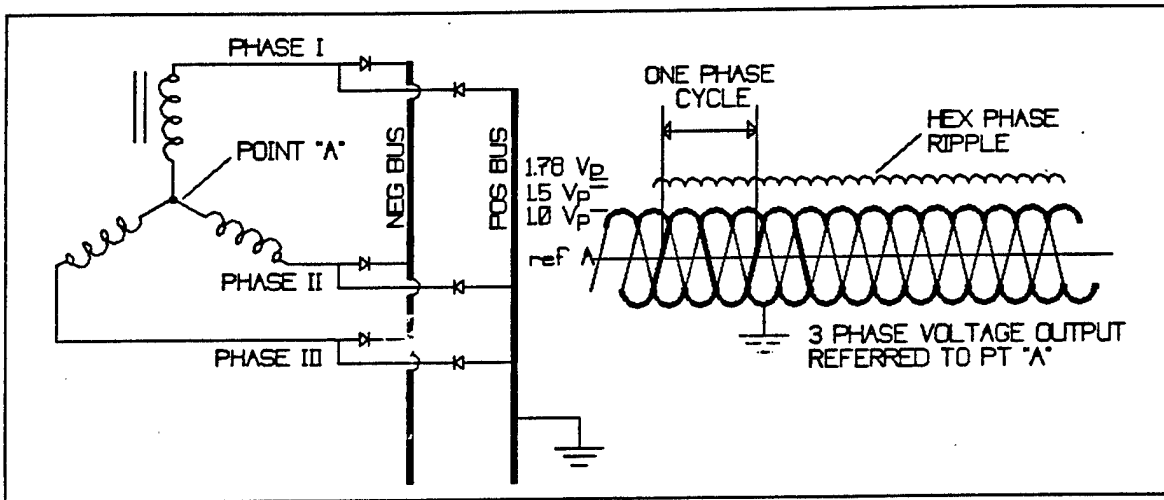 PHASE I
POINT "A"
PHASE II
PHASE III
NEG BUS
POS BUS
ONE PHASE
CYCLE
HEX PHASE
RIPPLE
1.78 Vp
1.5 Vp
1.0 Vp
ref A
3 PHASE VOLTAGE OUTPUT
REFERRED TO PT "A"